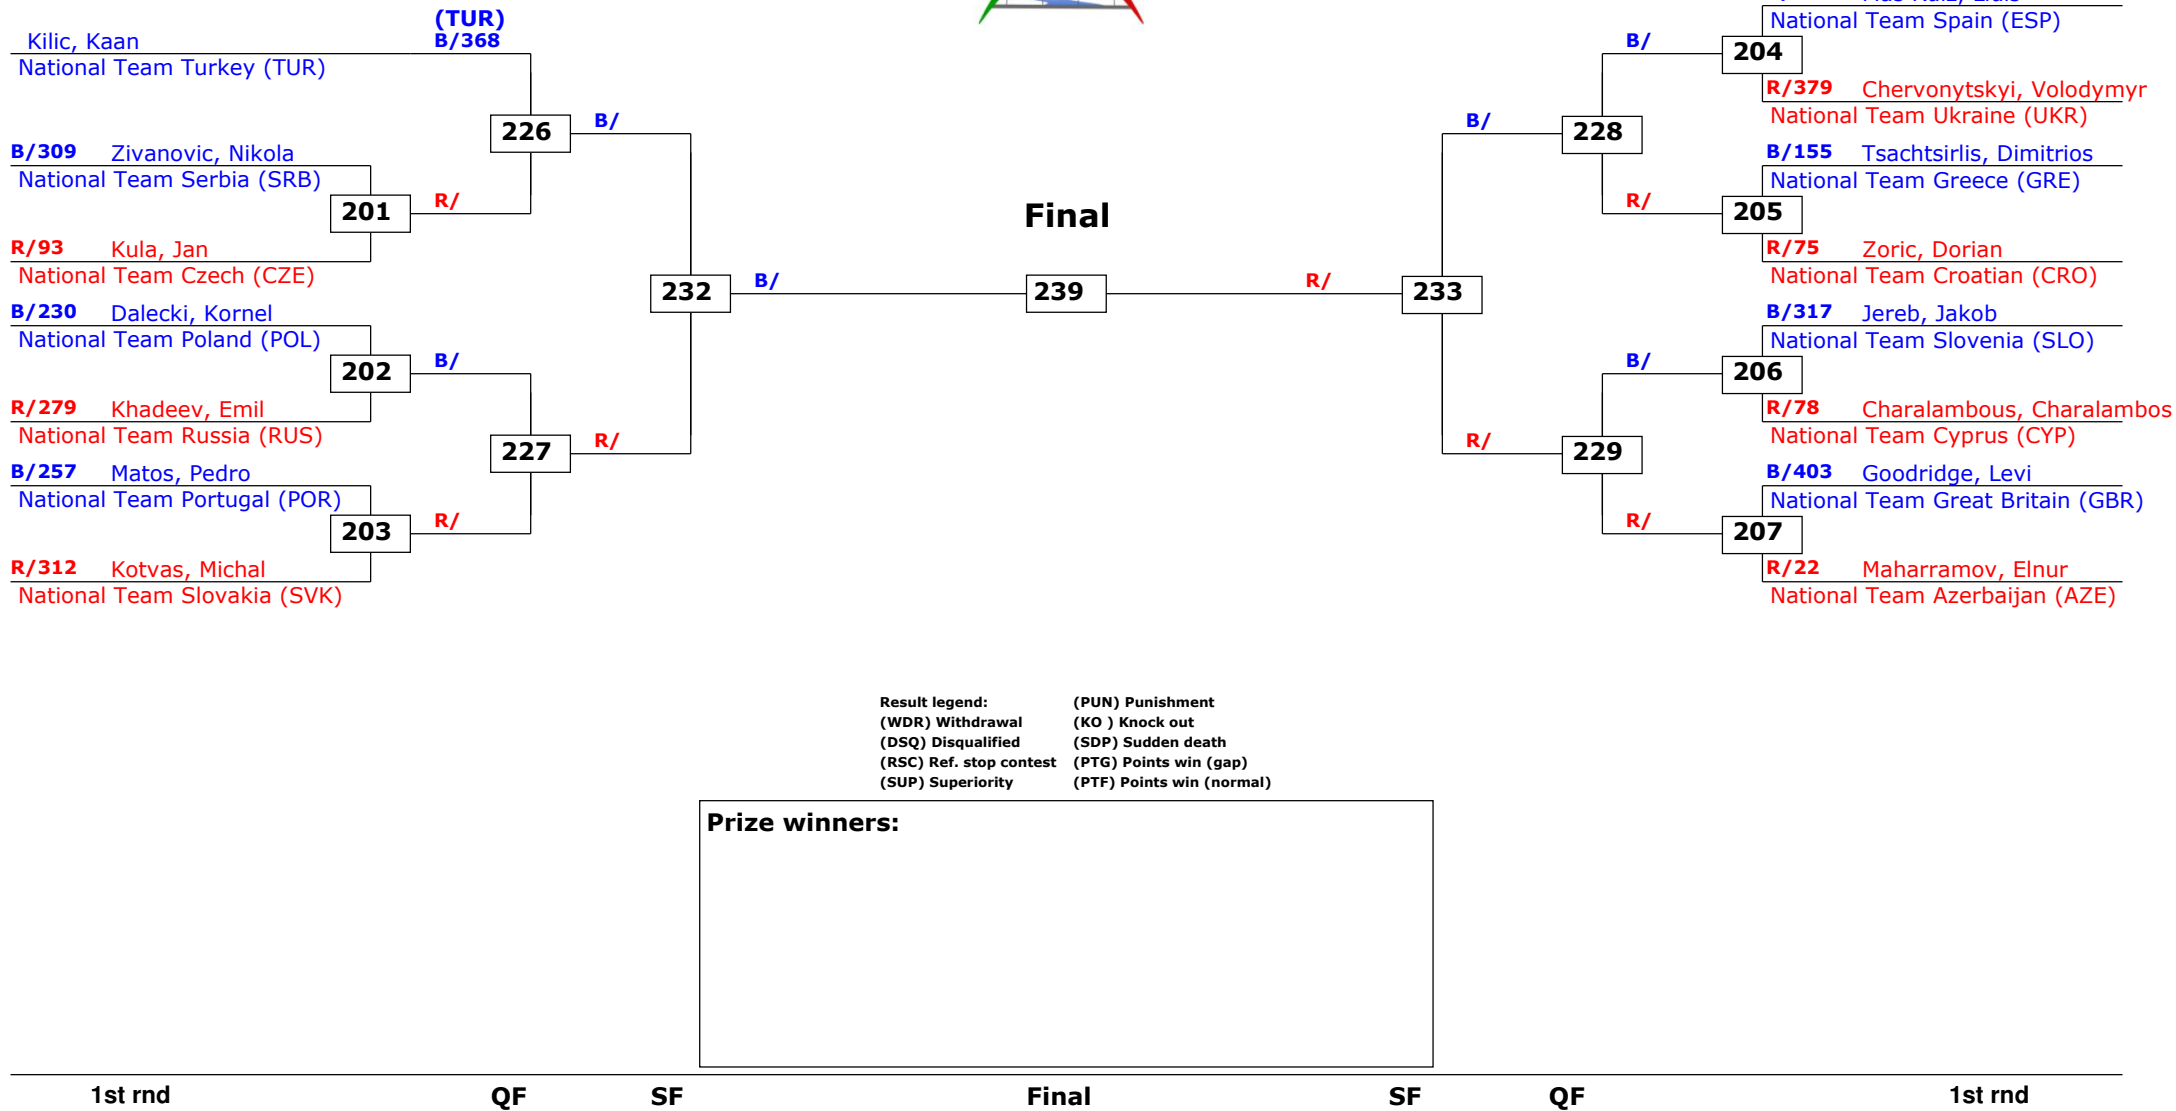 (TUR)
Kilic, Kaan
B/368
National Team Turkey (TUR)
226
B/
B/309 Zivanovic, Nikola
National Team Serbia (SRB)
201
R/
R/93 Kula, Jan
National Team Czech (CZE)
232
B/
B/230 Dalecki, Kornel
National Team Poland (POL)
202
B/
R/279 Khadeev, Emil
National Team Russia (RUS)
227
R/
B/257 Matos, Pedro
National Team Portugal (POR)
203
R/
R/312 Kotvas, Michal
National Team Slovakia (SVK)
Final
239
National Team Spain (ESP)
B/
204
R/379 Chervonytskyi, Volodymyr
National Team Ukraine (UKR)
B/
228
B/155 Tsachtsirlis, Dimitrios
National Team Greece (GRE)
R/
205
R/75 Zoric, Dorian
National Team Croatian (CRO)
R/
233
B/317 Jereb, Jakob
National Team Slovenia (SLO)
B/
206
R/78 Charalambous, Charalambos
National Team Cyprus (CYP)
R/
229
B/403 Goodridge, Levi
National Team Great Britain (GBR)
R/
207
R/22 Maharramov, Elnur
National Team Azerbaijan (AZE)
Result legend: (PUN) Punishment
(WDR) Withdrawal (KO ) Knock out
(DSQ) Disqualified (SDP) Sudden death
(RSC) Ref. stop contest (PTG) Points win (gap)
(SUP) Superiority (PTF) Points win (normal)
Prize winners:
1st rnd QF SF Final SF QF 1st rnd